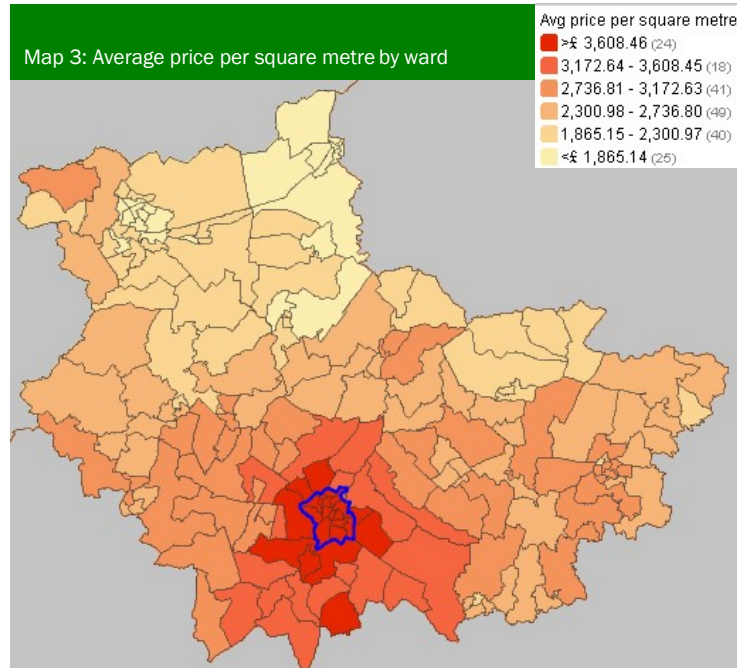 Map 3: Average price per square metre by ward
Avg price per square metre
>£ 3,608.46 (24)
3,172.64 - 3,608.45 (18)
2,736.81 - 3,172.63 (41)
2,300.98 - 2,736.80 (49)
1,865.15 - 2,300.97 (40)
<£ 1,865.14 (25)